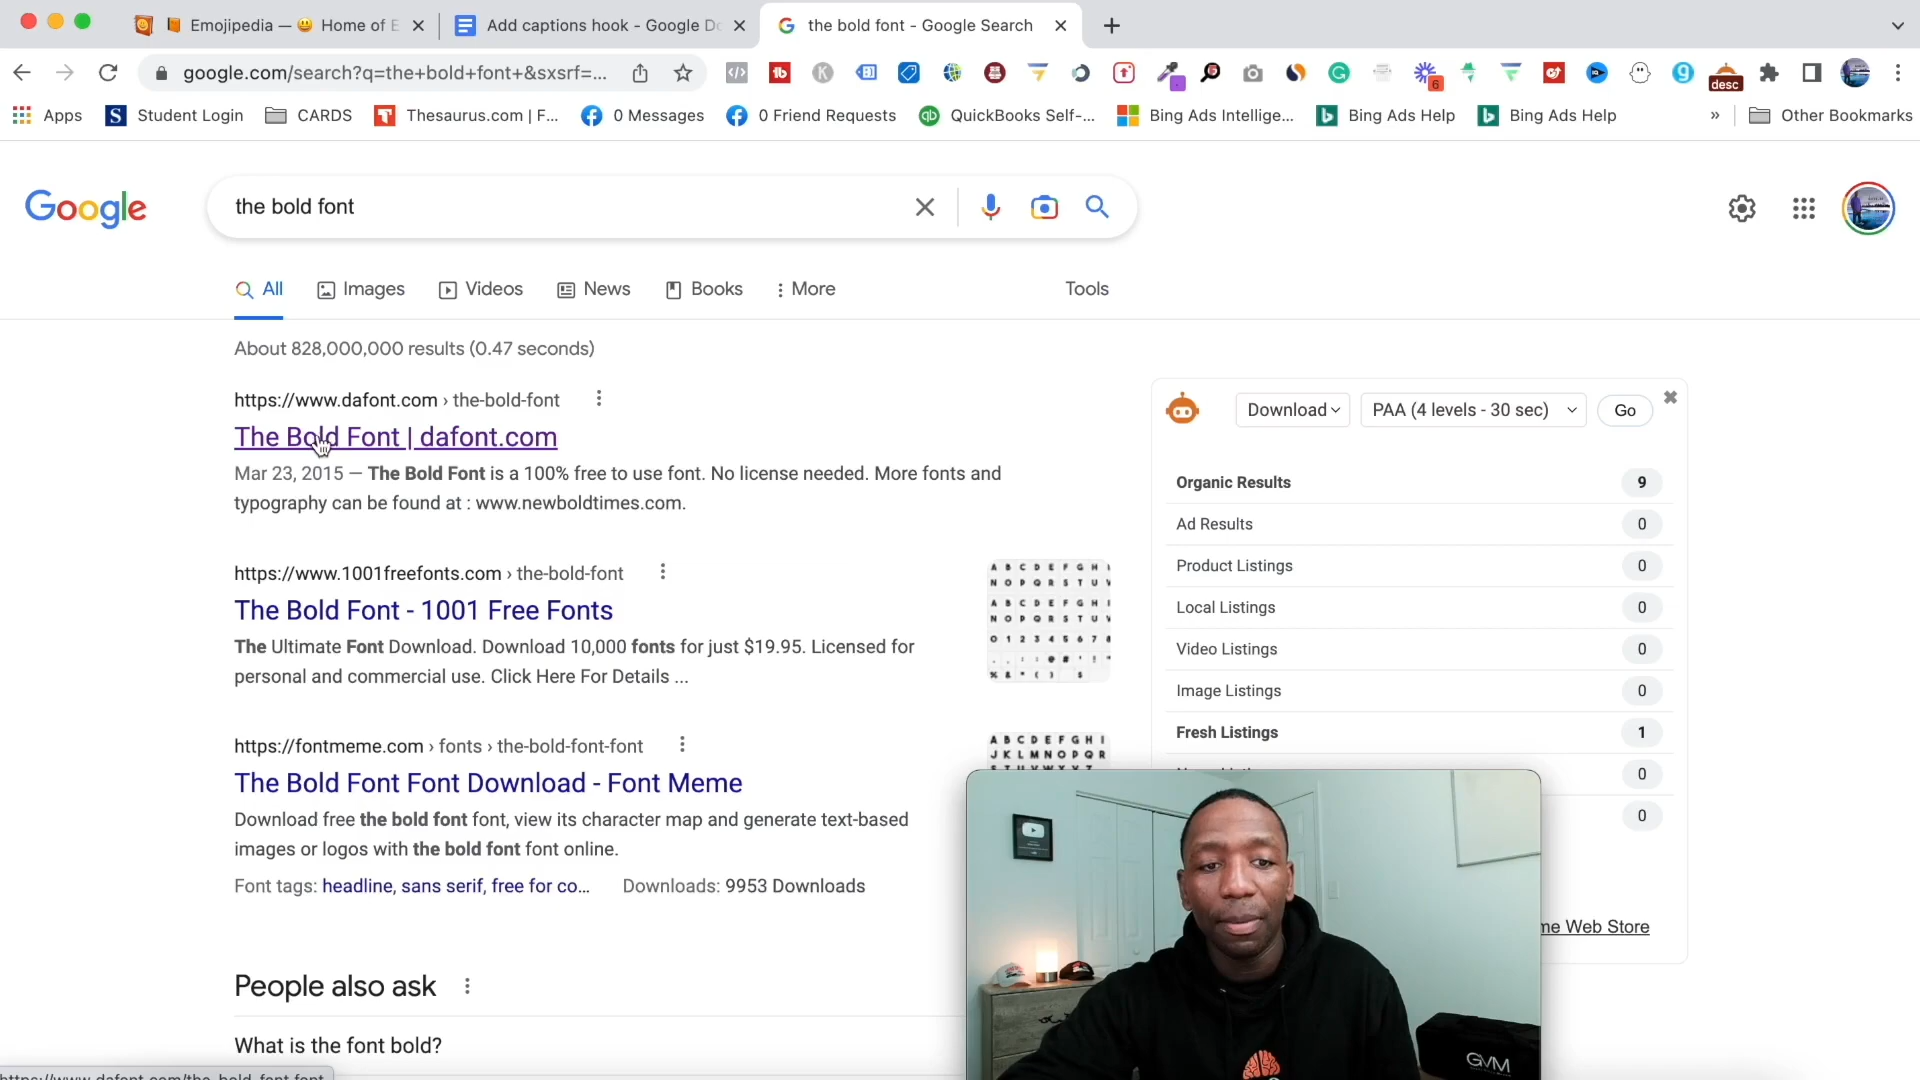 Emojipedia — 😃 Home of E
Add captions hook - Google Do
the bold font - Google Search
google.com/search?q=the+bold+font+&sxsrf=...
6
desc
Apps
Student Login
CARDS
Thesaurus.com | F...
0 Messages
0 Friend Requests
QuickBooks Self-...
Bing Ads Intellige...
Bing Ads Help
Bing Ads Help
»
Other Bookmarks
Google
the bold font
All
Images
Videos
News
Books
More
Tools
About 828,000,000 results (0.47 seconds)
https://www.dafont.com › the-bold-font
The Bold Font | dafont.com
Mar 23, 2015 — The Bold Font is a 100% free to use font. No license needed. More fonts and
typography can be found at : www.newboldtimes.com.
https://www.1001freefonts.com › the-bold-font
The Bold Font - 1001 Free Fonts
The Ultimate Font Download. Download 10,000 fonts for just $19.95. Licensed for
personal and commercial use. Click Here For Details ...
https://fontmeme.com › fonts › the-bold-font-font
The Bold Font Font Download - Font Meme
Download free the bold font font, view its character map and generate text-based
images or logos with the bold font font online.
Font tags: headline, sans serif, free for co... Downloads: 9953 Downloads
People also ask
What is the font bold?
Download
PAA (4 levels - 30 sec)
Go
Organic Results 9
Ad Results 0
Product Listings 0
Local Listings 0
Video Listings 0
Image Listings 0
Fresh Listings 1
0
0
me Web Store
GVM